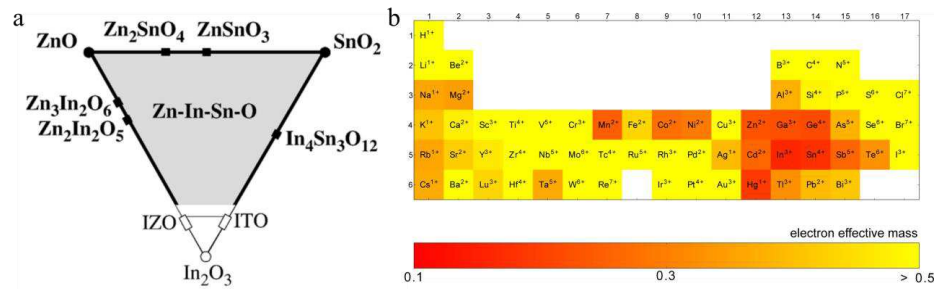 a
Zn₂SnO₄ ZnSnO₃
ZnO SnO₂
Zn-In-Sn-O
Zn₃In₂O₆
Zn₂In₂O₅
In₄Sn₃O₁₂
IZO ITO
In₂O₃
b
1 2 3 4 5 6 7 8 9 10 11 12 13 14 15 16 17
1 H¹⁺
2 Li¹⁺ Be²⁺ B³⁺ C⁴⁺ N⁵⁺
3 Na¹⁺ Mg²⁺ Al³⁺ Si⁴⁺ P⁵⁺ S⁶⁺ Cl⁷⁺
4 K¹⁺ Ca²⁺ Sc³⁺ Ti⁴⁺ V⁵⁺ Cr³⁺ Mn²⁺ Fe²⁺ Co²⁺ Ni²⁺ Cu³⁺ Zn²⁺ Ga³⁺ Ge⁴⁺ As⁵⁺ Se⁶⁺ Br⁷⁺
5 Rb¹⁺ Sr²⁺ Y³⁺ Zr⁴⁺ Nb⁵⁺ Mo⁶⁺ Tc⁴⁺ Ru⁵⁺ Rh³⁺ Pd²⁺ Ag¹⁺ Cd²⁺ In³⁺ Sn⁴⁺ Sb⁵⁺ Te⁶⁺ I³⁺
6 Cs¹⁺ Ba²⁺ Lu³⁺ Hf⁴⁺ Ta⁵⁺ W⁶⁺ Re⁷⁺ Ir³⁺ Pt⁴⁺ Au³⁺ Hg¹⁺ Tl³⁺ Pb²⁺ Bi³⁺
electron effective mass
0.1 0.3 > 0.5